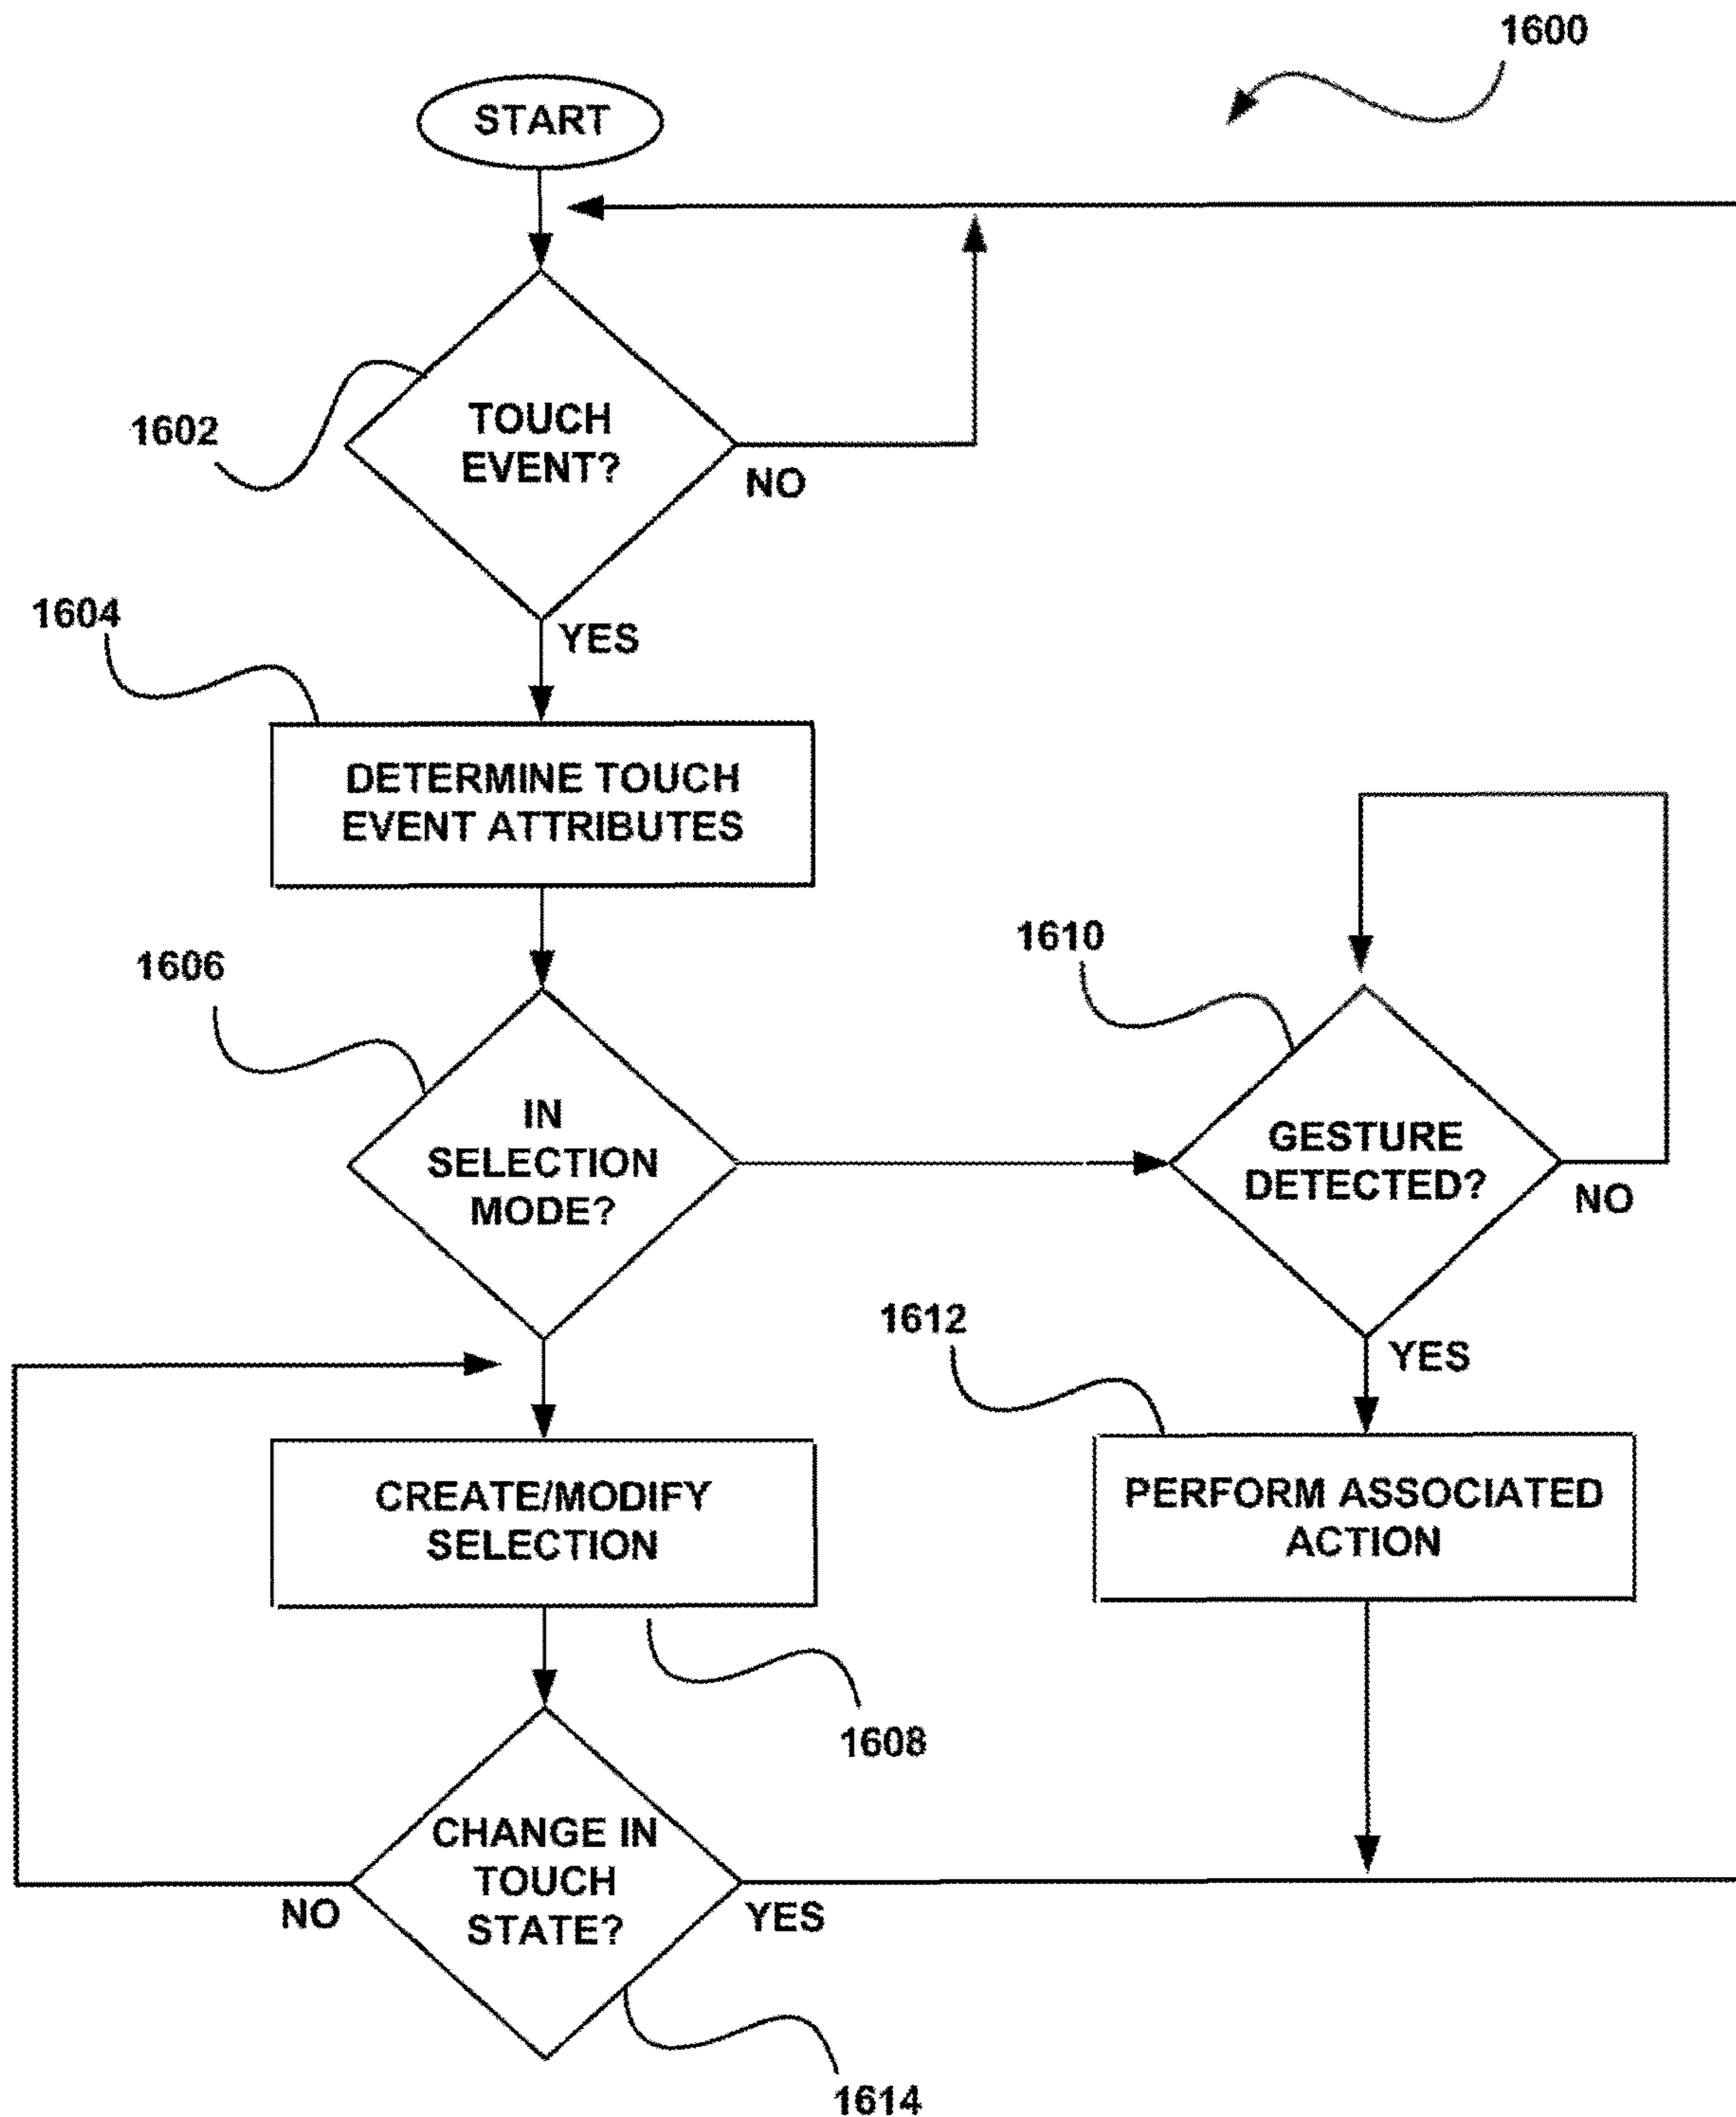 1600
START
1602
TOUCH
EVENT?
NO
YES
1604
DETERMINE TOUCH
EVENT ATTRIBUTES
1606
IN
SELECTION
MODE?
1610
GESTURE
DETECTED?
NO
YES
1612
PERFORM ASSOCIATED
ACTION
CREATE/MODIFY
SELECTION
1608
CHANGE IN
TOUCH
STATE?
NO
YES
1614